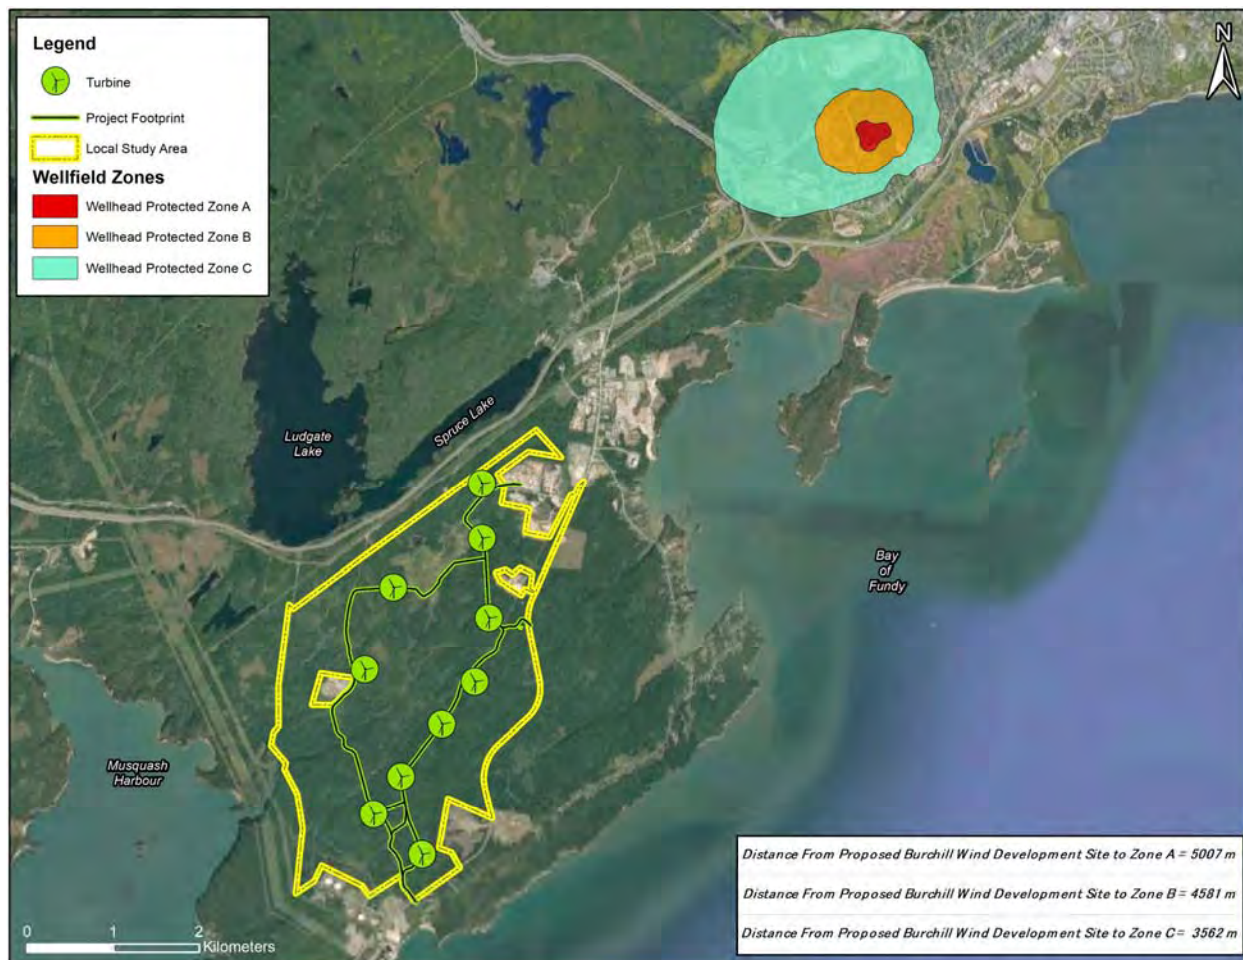 Legend
Turbine
Project Footprint
Local Study Area
Wellfield Zones
Wellhead Protected Zone A
Wellhead Protected Zone B
Wellhead Protected Zone C
N
Spruce Lake
Ludgate
Lake
Bay
of
Fundy
Musquash
Harbour
Distance From Proposed Burchill Wind Development Site to Zone A = 5007 m
Distance From Proposed Burchill Wind Development Site to Zone B = 4581 m
Distance From Proposed Burchill Wind Development Site to Zone C = 3562 m
0 1 2
Kilometers